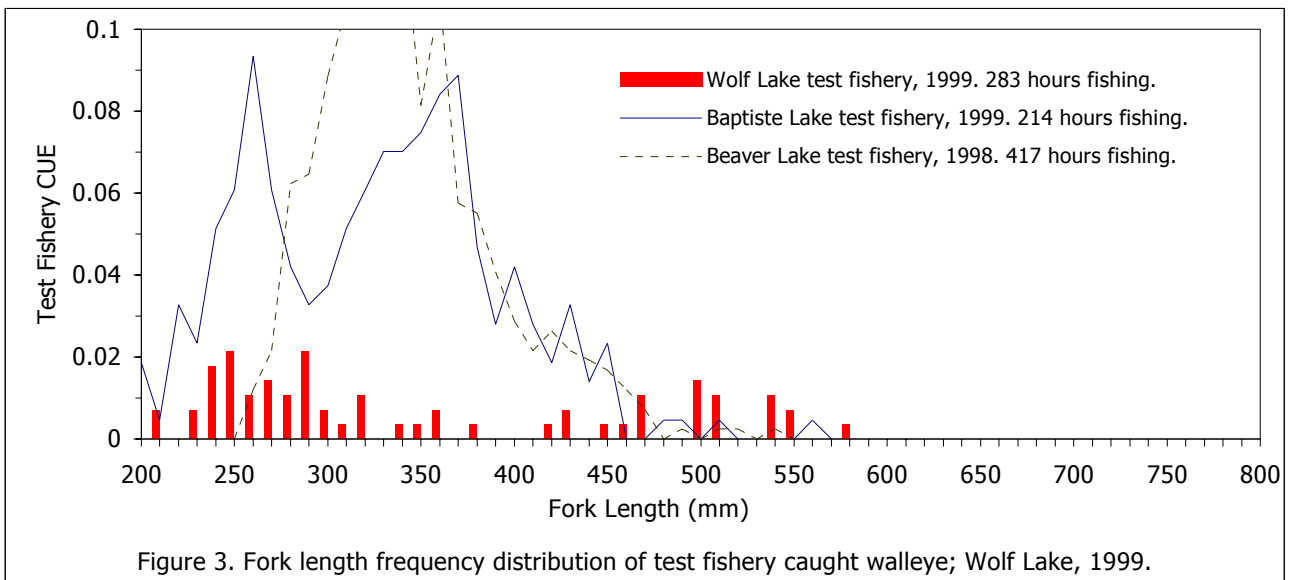 0.1
0.08
0.06
0.04
0.02
0
Test Fishery CUE
Wolf Lake test fishery, 1999. 283 hours fishing.
Baptiste Lake test fishery, 1999. 214 hours fishing.
Beaver Lake test fishery, 1998. 417 hours fishing.
200 250 300 350 400 450 500 550 600 650 700 750 800
Fork Length (mm)
Figure 3. Fork length frequency distribution of test fishery caught walleye; Wolf Lake, 1999.